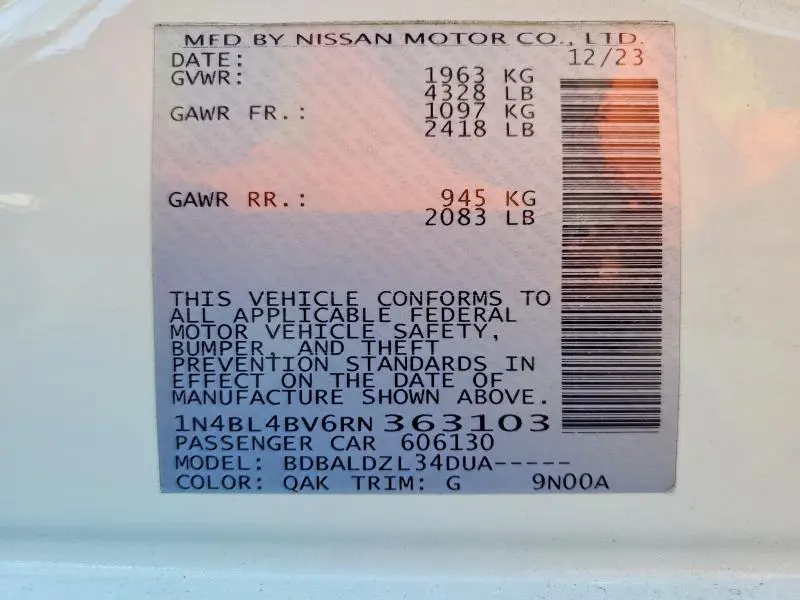 MFD BY NISSAN MOTOR CO., LTD.
DATE: 12/23
GVWR: 1963 KG
4328 LB
GAWR FR.: 1097 KG
2418 LB
GAWR RR.: 945 KG
2083 LB
THIS VEHICLE CONFORMS TO
ALL APPLICABLE FEDERAL
MOTOR VEHICLE SAFETY,
BUMPER, AND THEFT
PREVENTION STANDARDS IN
EFFECT ON THE DATE OF
MANUFACTURE SHOWN ABOVE.
1N4BL4BV6RN363103
PASSENGER CAR 606130
MODEL: BDBALDZL34DUA-----
COLOR: QAK TRIM: G 9N00A